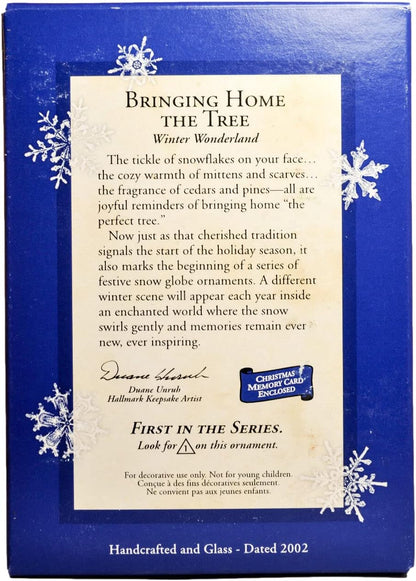 BRINGING HOME
THE TREE
Winter Wonderland
The tickle of snowflakes on your face…
the cozy warmth of mittens and scarves…
the fragrance of cedars and pines—all are
joyful reminders of bringing home “the
perfect tree.”
Now just as that cherished tradition
signals the start of the holiday season, it
also marks the beginning of a series of
festive snow globe ornaments. A different
winter scene will appear each year inside
an enchanted world where the snow
swirls gently and memories remain ever
new, ever inspiring.
Duane Unruh
Duane Unruh
Hallmark Keepsake Artist
CHRISTMAS
MEMORY CARD
ENCLOSED
FIRST IN THE SERIES.
Look for 1 on this ornament.
For decorative use only. Not for young children.
Conçue à des fins décoratives seulement.
Ne convient pas aux jeunes enfants.
Handcrafted and Glass - Dated 2002